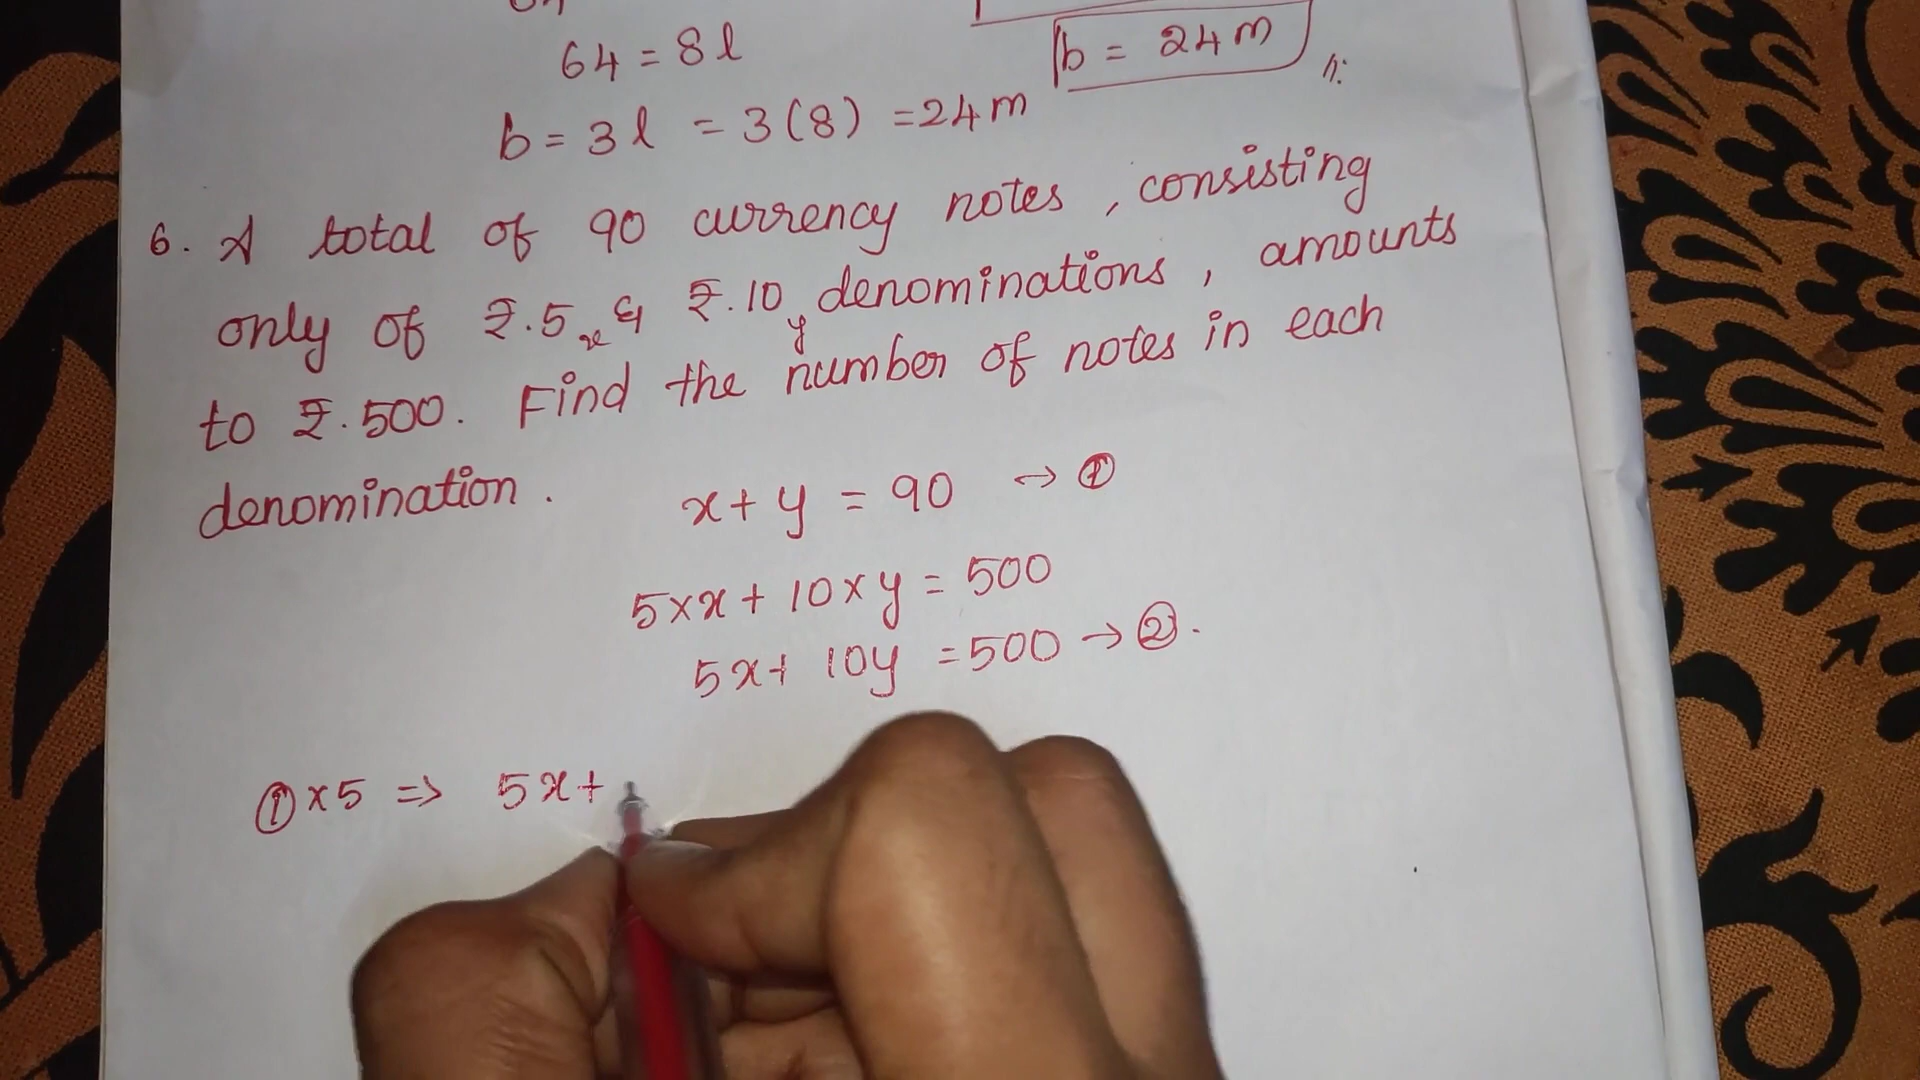 64 = 8l
b = 24m
b = 3l = 3(8) = 24m
6. A total of 90 currency notes, consisting
only of ₹.5 x & ₹.10 y denominations, amounts
to ₹.500. Find the number of notes in each
denomination.
x + y = 90 → ①
5 × x + 10 × y = 500
5x + 10y = 500 → ②.
① × 5 ⇒ 5x +